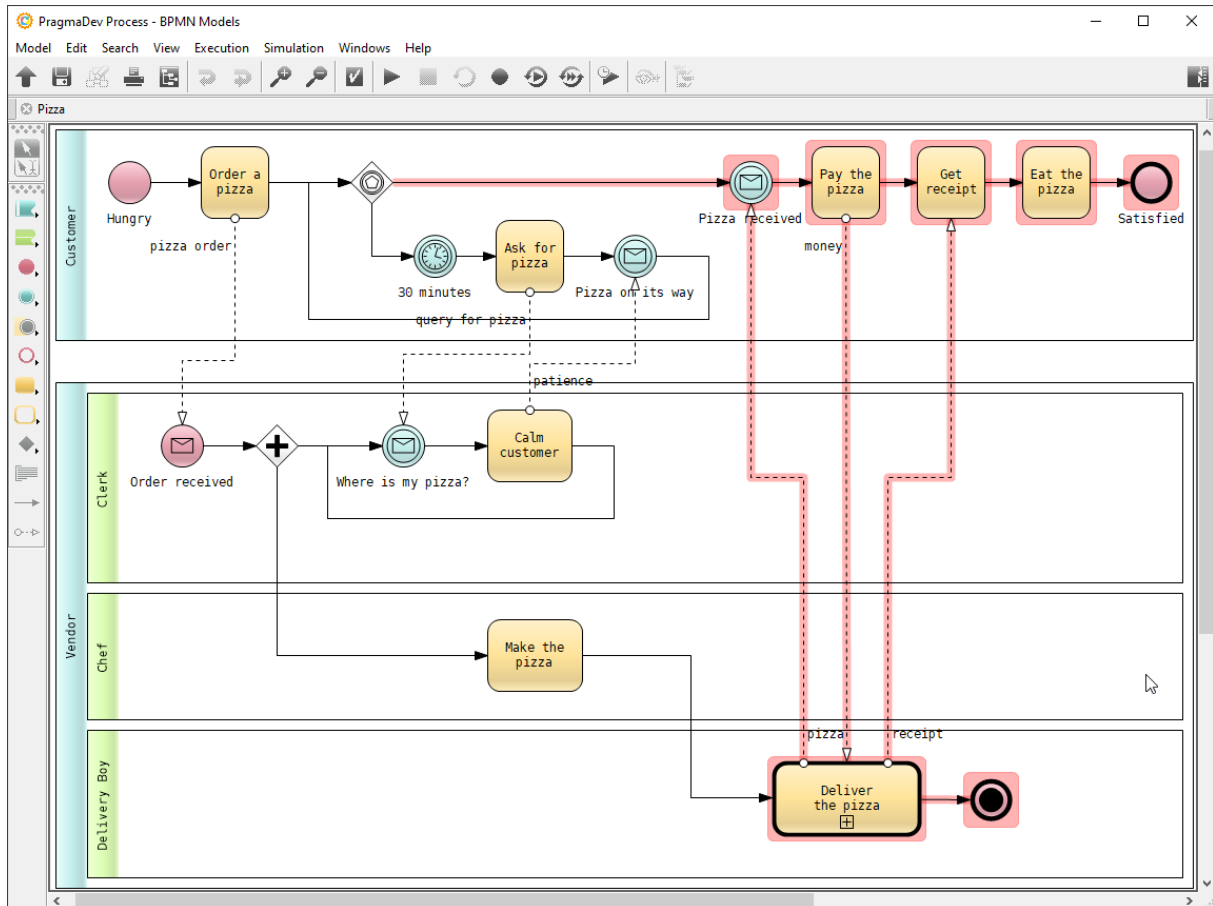 PragmaDev Process - BPMN Models
Model Edit Search View Execution Simulation Windows Help
Pizza
Customer
Hungry
Order a
pizza
pizza order
30 minutes
Ask for
pizza
query for pizza
Pizza on its way
Pizza received
Pay the
pizza
money
Get
receipt
Eat the
pizza
Satisfied
patience
Vendor
Clerk
Order received
Where is my pizza?
Calm
customer
Chef
Make the
pizza
Delivery Boy
pizza
receipt
Deliver
the pizza